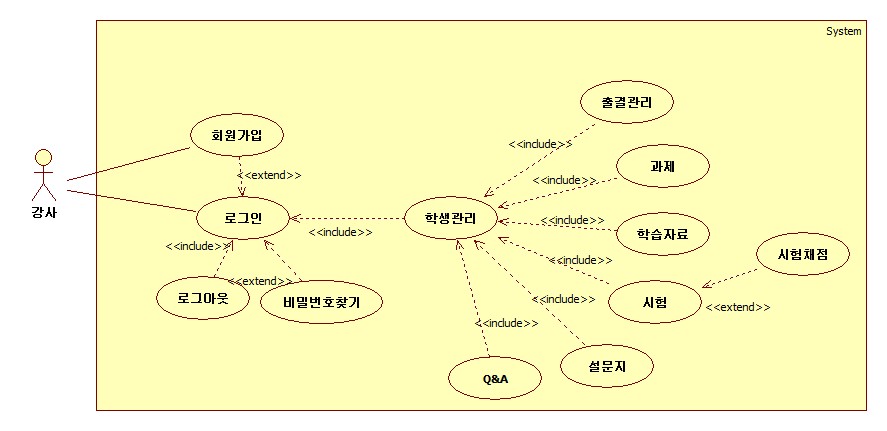 System
출결관리
회원가입
<<include>>
과제
<<extend>>
<<include>>
강사
로그인
학생관리
<<include>>
학습자료
<<include>>
<<include>>
시험채점
<<include>>
<<extend>>
로그아웃
비밀번호찾기
<<include>>
시험
<<extend>>
<<include>>
<<include>>
설문지
Q&A